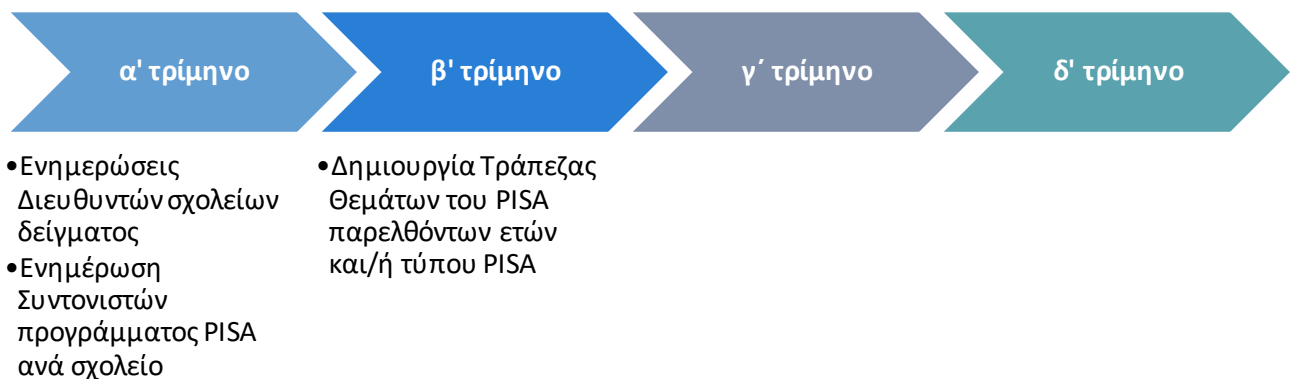 α' τρίμηνο
β' τρίμηνο
γ΄ τρίμηνο
δ' τρίμηνο
•Ενημερώσεις
Διευθυντών σχολείων
δείγματος
•Ενημέρωση
Συντονιστών
προγράμματος PISA
ανά σχολείο
•Δημιουργία Τράπεζας
Θεμάτων του PISA
παρελθόντων ετών
και/ή τύπου PISA